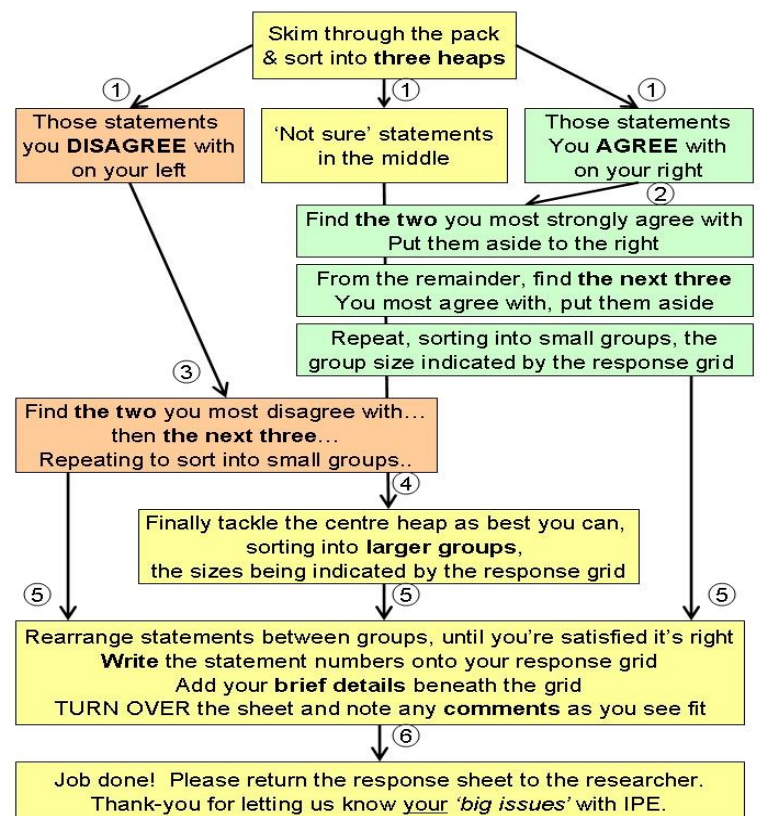 Skim through the pack
& sort into three heaps
①
①
①
Those statements
you DISAGREE with
on your left
‘Not sure’ statements
in the middle
Those statements
You AGREE with
on your right
②
Find the two you most strongly agree with
Put them aside to the right
From the remainder, find the next three
You most agree with, put them aside
Repeat, sorting into small groups, the
group size indicated by the response grid
③
Find the two you most disagree with…
then the next three…
Repeating to sort into small groups..
④
Finally tackle the centre heap as best you can,
sorting into larger groups,
the sizes being indicated by the response grid
⑤
⑤
⑤
Rearrange statements between groups, until you’re satisfied it’s right
Write the statement numbers onto your response grid
Add your brief details beneath the grid
TURN OVER the sheet and note any comments as you see fit
⑥
Job done!  Please return the response sheet to the researcher.
Thank-you for letting us know your ‘big issues’ with IPE.